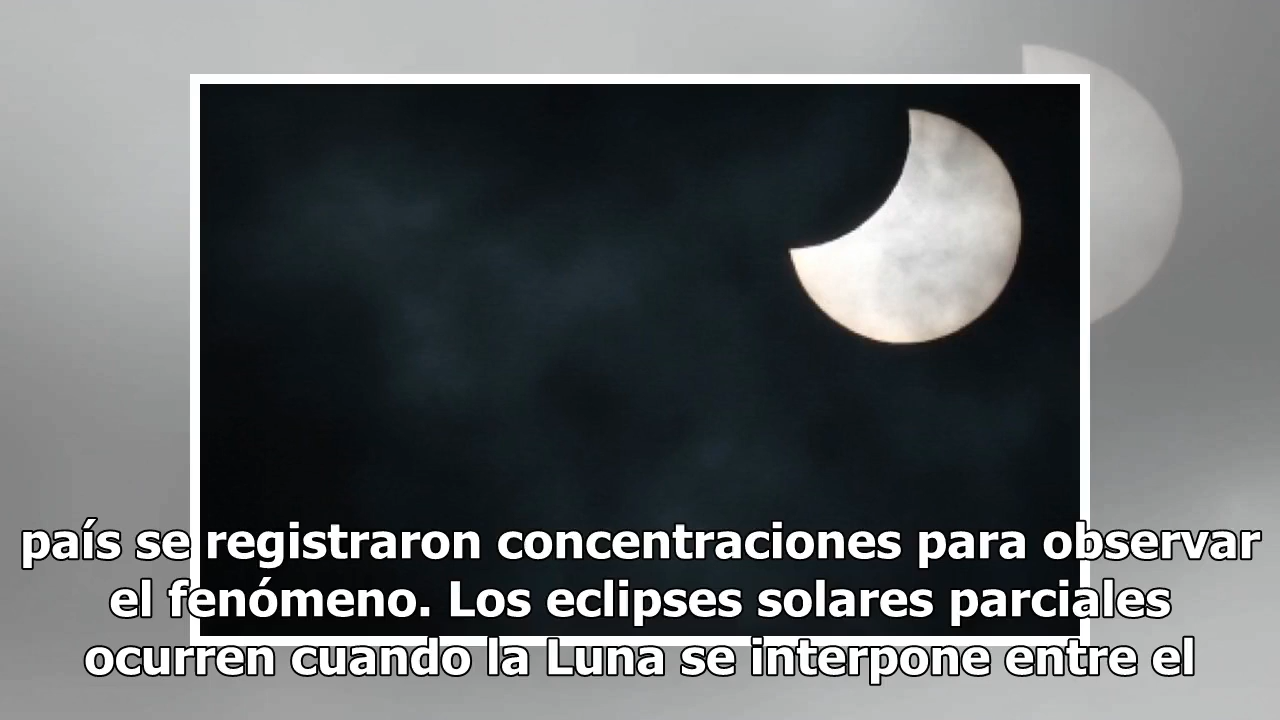 país se registraron concentraciones para observar
el fenómeno. Los eclipses solares parciales
ocurren cuando la Luna se interpone entre el